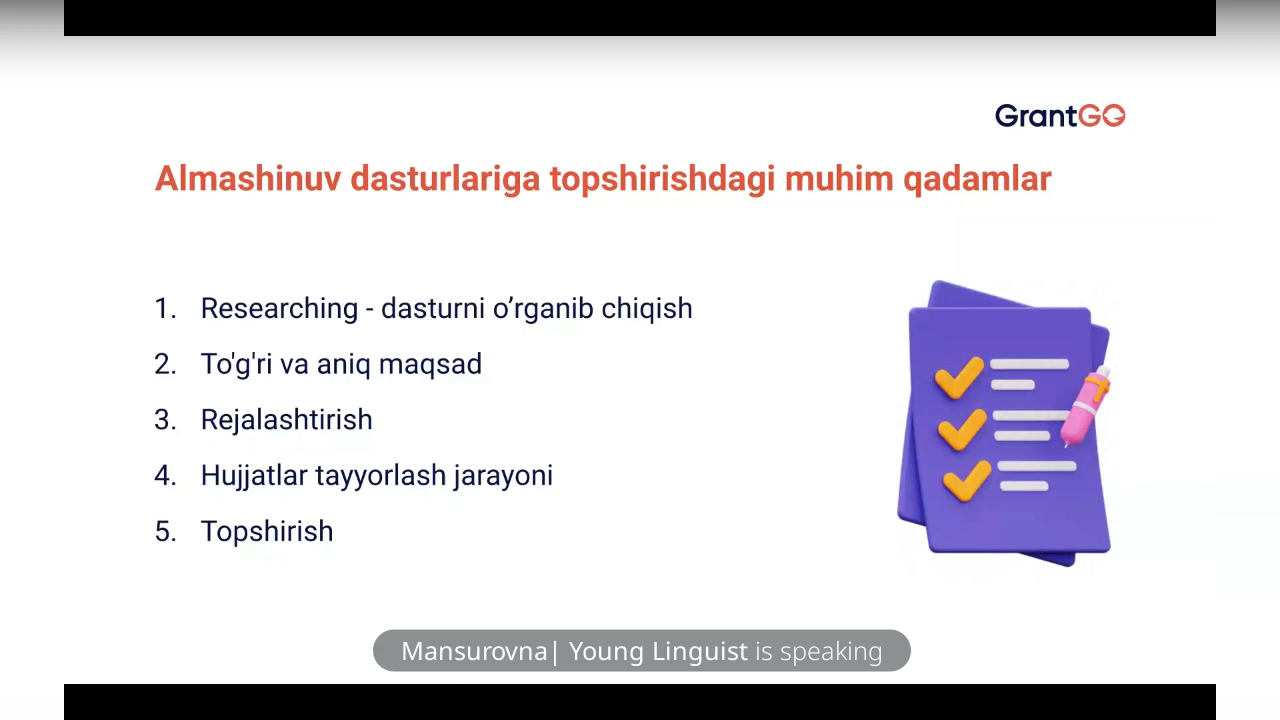 GrantGO
Almashinuv dasturlariga topshirishdagi muhim qadamlar
1. Researching - dasturni o’rganib chiqish
2. To'g'ri va aniq maqsad
3. Rejalashtirish
4. Hujjatlar tayyorlash jarayoni
5. Topshirish
Mansurovna| Young Linguist is speaking